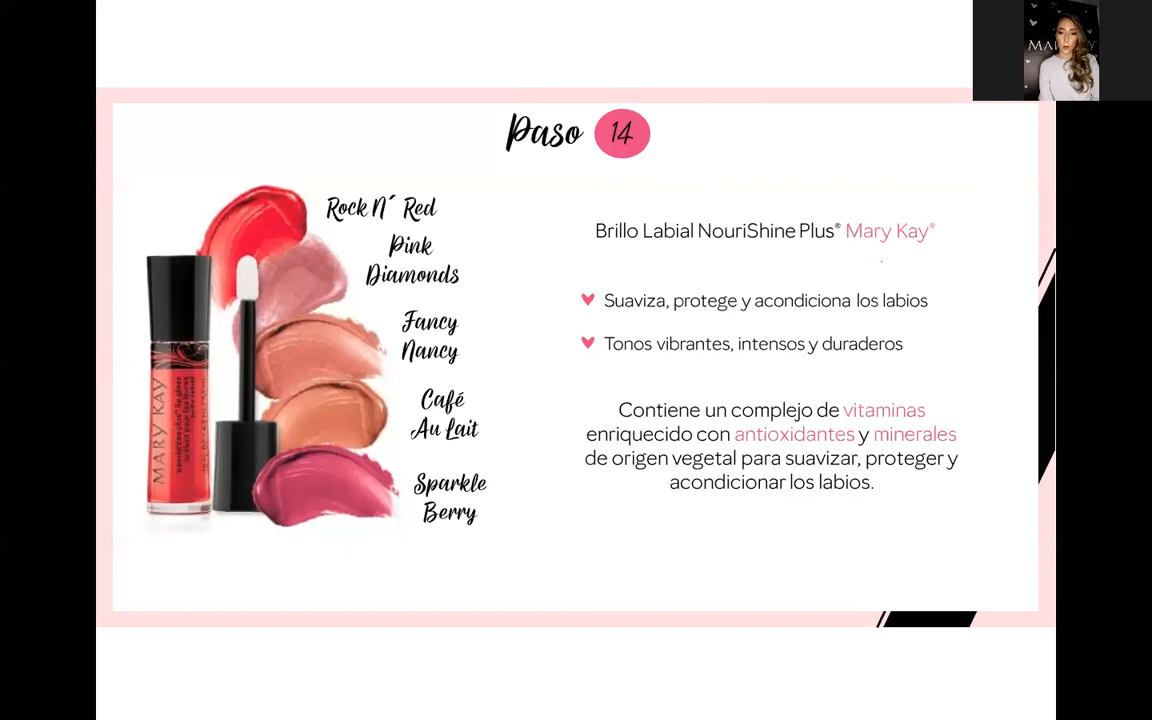 Paso 14
Rock N´ Red
Pink
Diamonds
Fancy
Nancy
Café
Au Lait
Sparkle
Berry
MARY KAY
Brillo Labial NouriShine Plus® Mary Kay®
Suaviza, protege y acondiciona los labios
Tonos vibrantes, intensos y duraderos
Contiene un complejo de vitaminas
enriquecido con antioxidantes y minerales
de origen vegetal para suavizar, proteger y
acondicionar los labios.